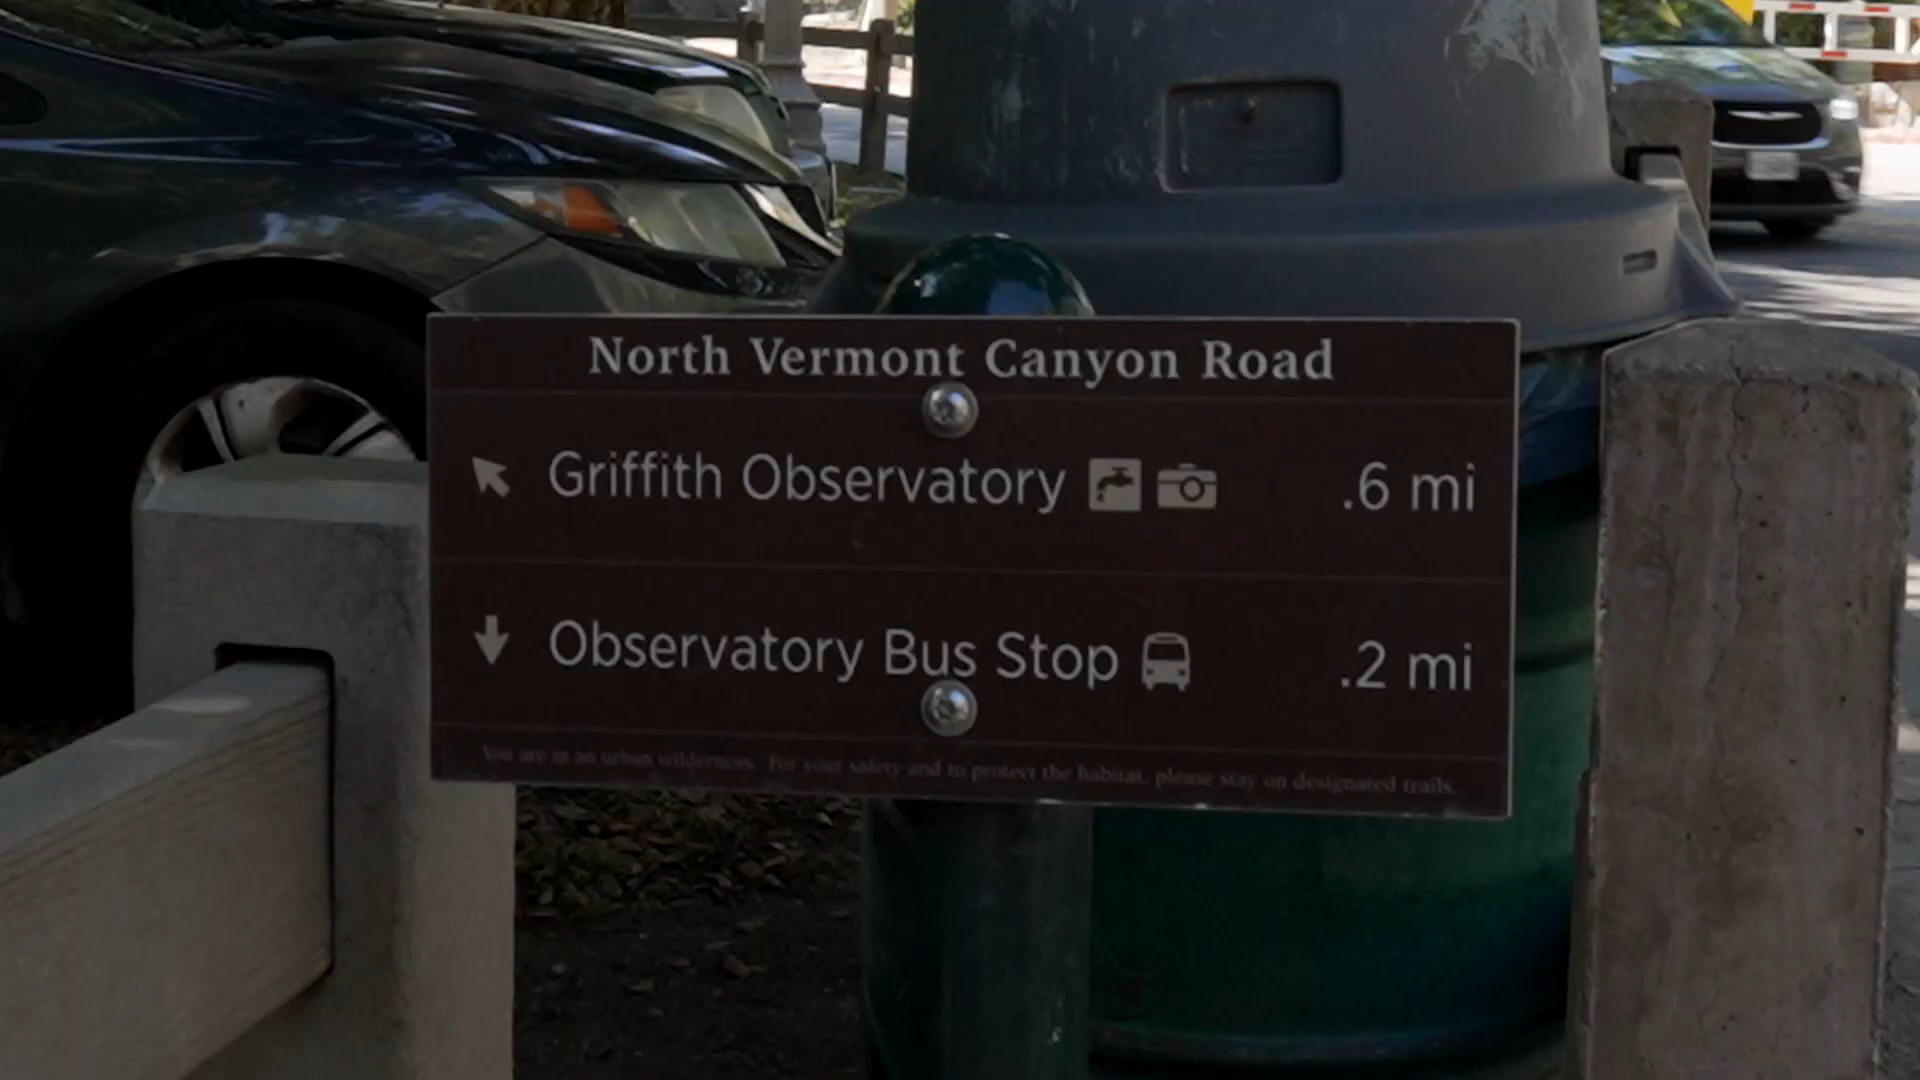 North Vermont Canyon Road
Griffith Observatory .6 mi
Observatory Bus Stop .2 mi
You are in an urban wilderness. For your safety and to protect the habitat, please stay on designated trails.